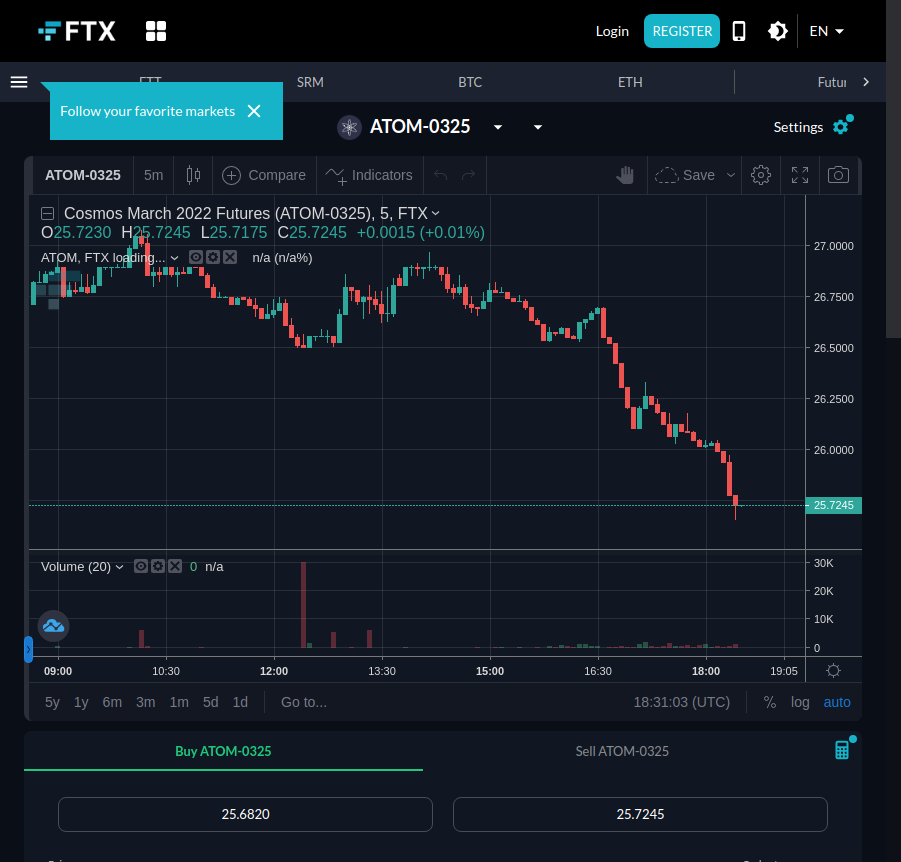 FTX
Login
REGISTER
EN
FTT
SRM
BTC
ETH
Futur
Follow your favorite markets
ATOM-0325
Settings
ATOM-0325
5m
Compare
Indicators
Save
Cosmos March 2022 Futures (ATOM-0325), 5, FTX
O25.7230 H25.7245 L25.7175 C25.7245 +0.0015 (+0.01%)
ATOM, FTX loading...
n/a (n/a%)
27.0000
26.7500
26.5000
26.2500
26.0000
25.7245
Volume (20)
0 n/a
30K
20K
10K
0
09:00
10:30
12:00
13:30
15:00
16:30
18:00
19:05
5y 1y 6m 3m 1m 5d 1d
Go to...
18:31:03 (UTC)
% log auto
Buy ATOM-0325
Sell ATOM-0325
25.6820
25.7245